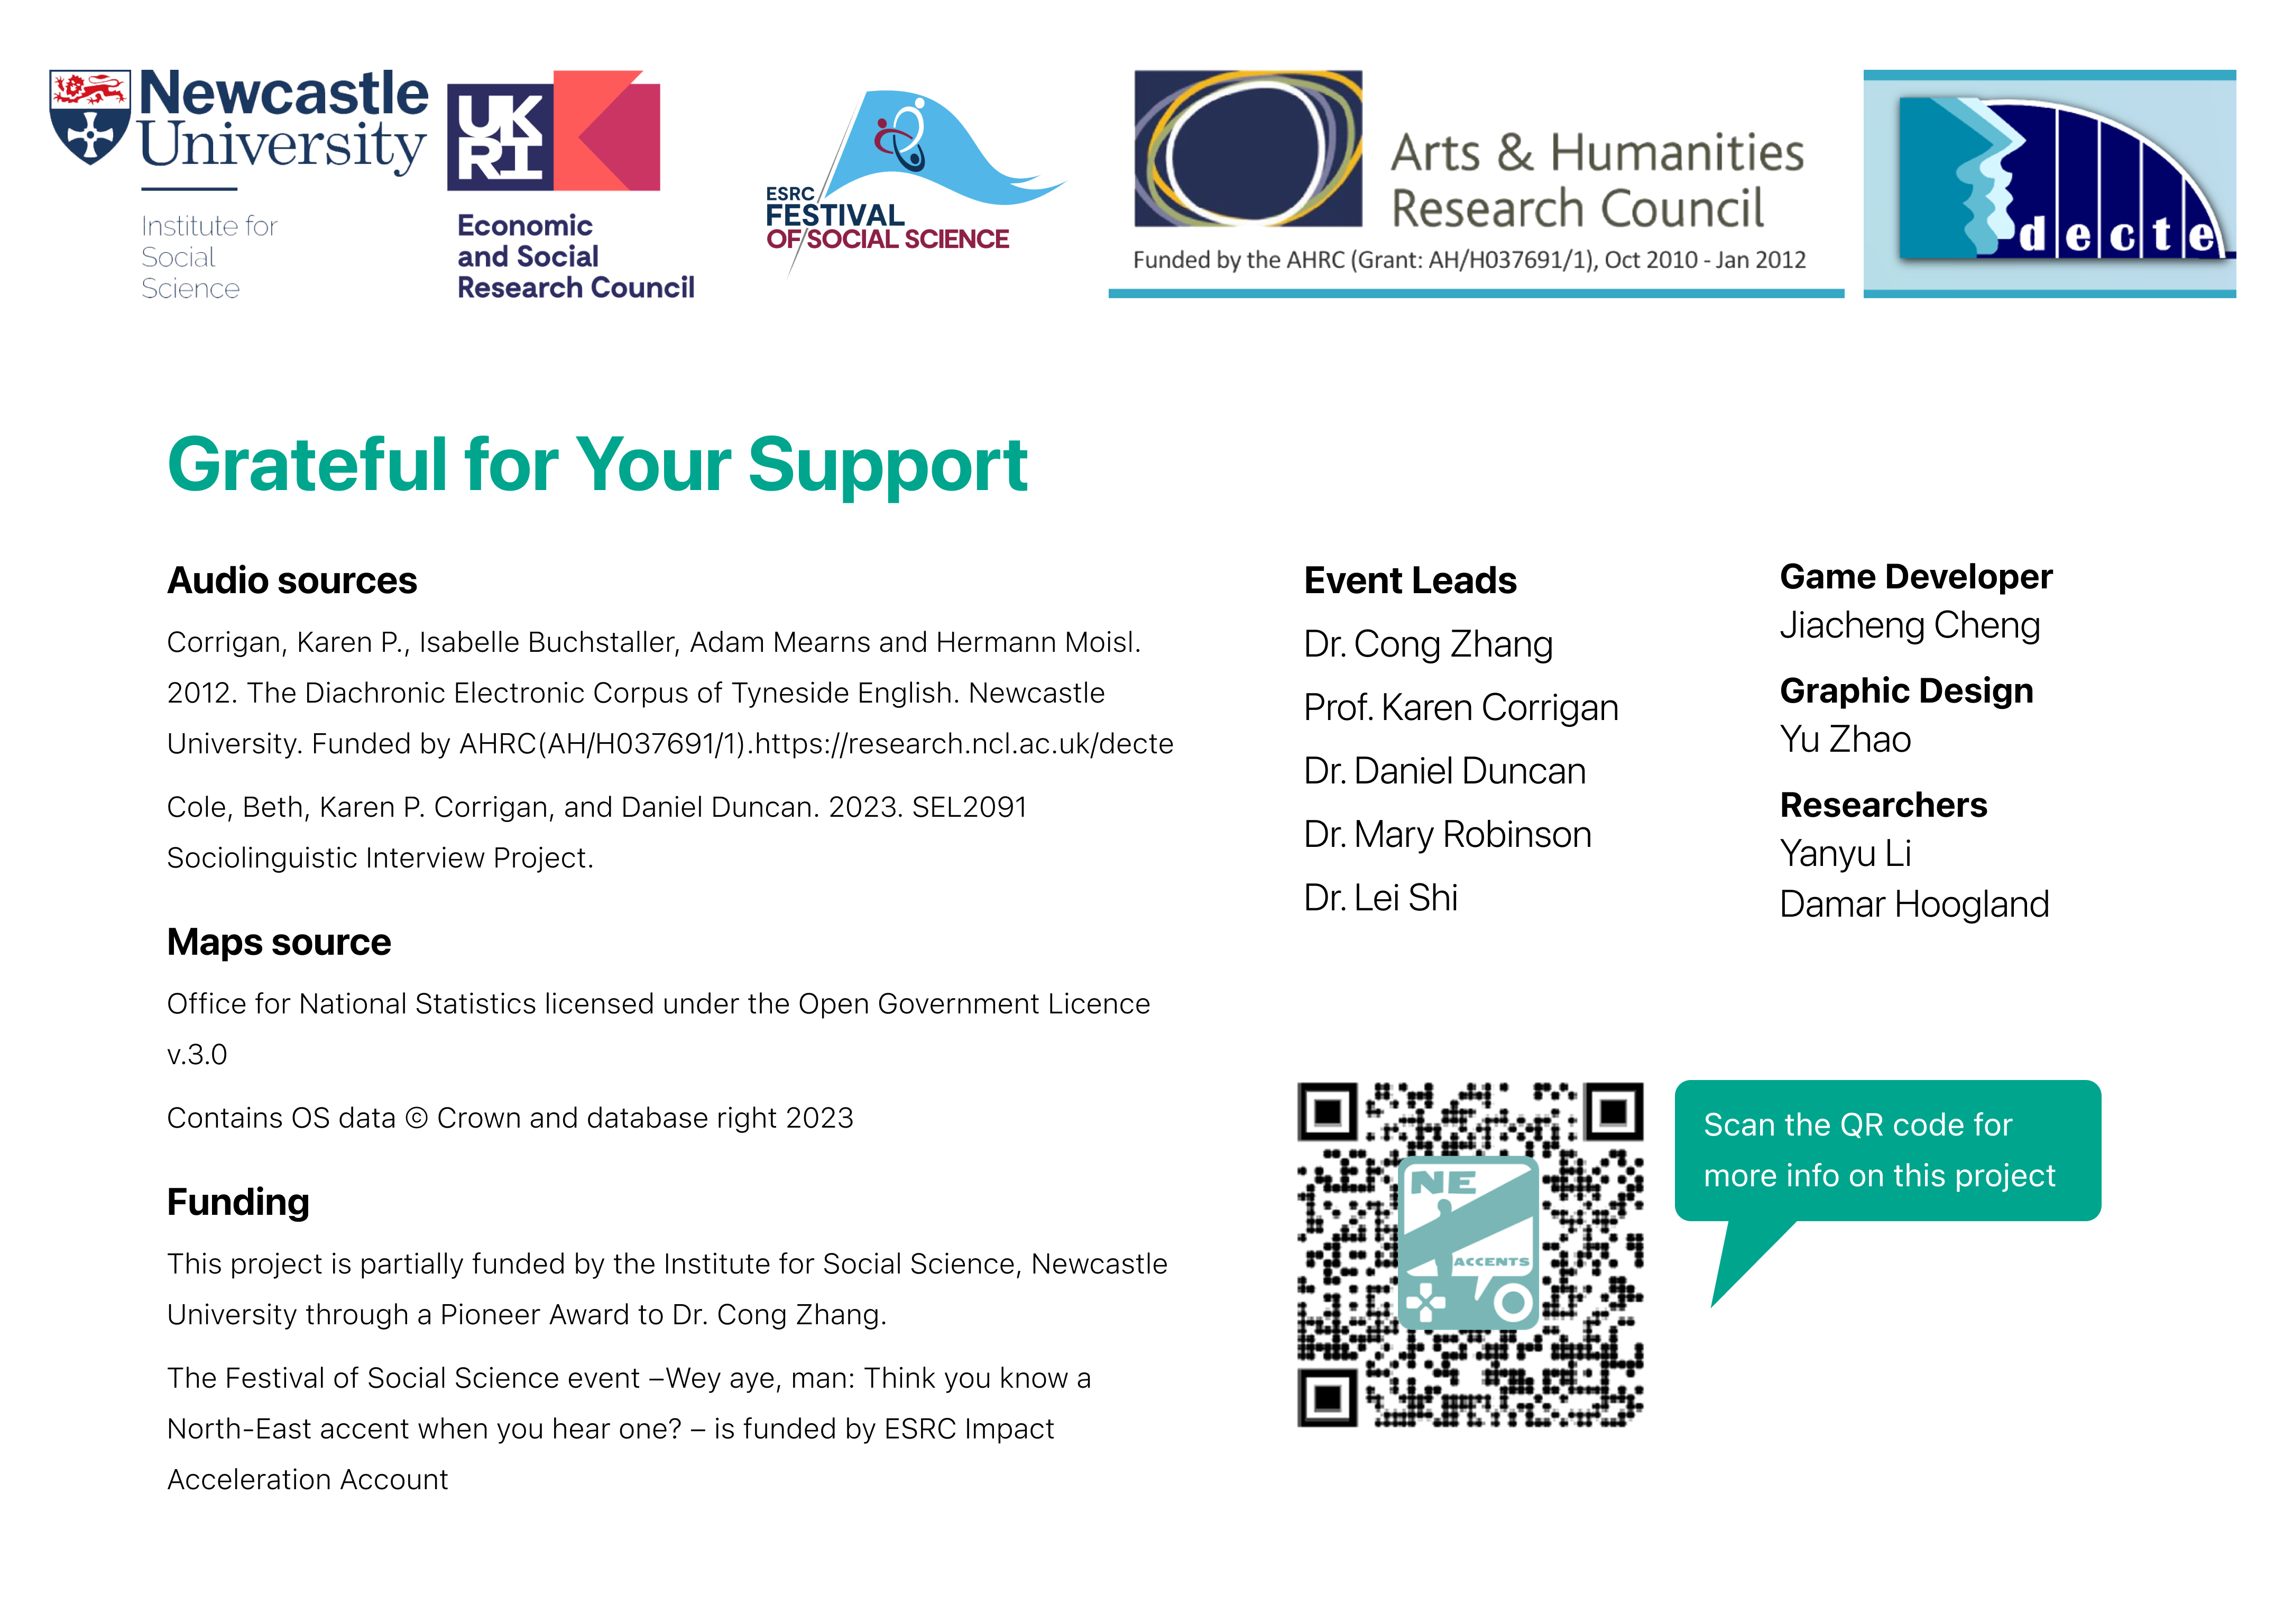 Newcastle
University
Institute for
Social
Science
UK
RI
Economic
and Social
Research Council
ESRC
FESTIVAL
OF SOCIAL SCIENCE
Arts & Humanities
Research Council
Funded by the AHRC (Grant: AH/H037691/1), Oct 2010 - Jan 2012
decte
Grateful for Your Support
Audio sources
Corrigan, Karen P., Isabelle Buchstaller, Adam Mearns and Hermann Moisl.
2012. The Diachronic Electronic Corpus of Tyneside English. Newcastle
University. Funded by AHRC(AH/H037691/1).https://research.ncl.ac.uk/decte
Cole, Beth, Karen P. Corrigan, and Daniel Duncan. 2023. SEL2091
Sociolinguistic Interview Project.
Maps source
Office for National Statistics licensed under the Open Government Licence
v.3.0
Contains OS data © Crown and database right 2023
Funding
This project is partially funded by the Institute for Social Science, Newcastle
University through a Pioneer Award to Dr. Cong Zhang.
The Festival of Social Science event –Wey aye, man: Think you know a
North-East accent when you hear one? – is funded by ESRC Impact
Acceleration Account
Event Leads
Dr. Cong Zhang
Prof. Karen Corrigan
Dr. Daniel Duncan
Dr. Mary Robinson
Dr. Lei Shi
Game Developer
Jiacheng Cheng
Graphic Design
Yu Zhao
Researchers
Yanyu Li
Damar Hoogland
NE
ACCENTS
Scan the QR code for
more info on this project